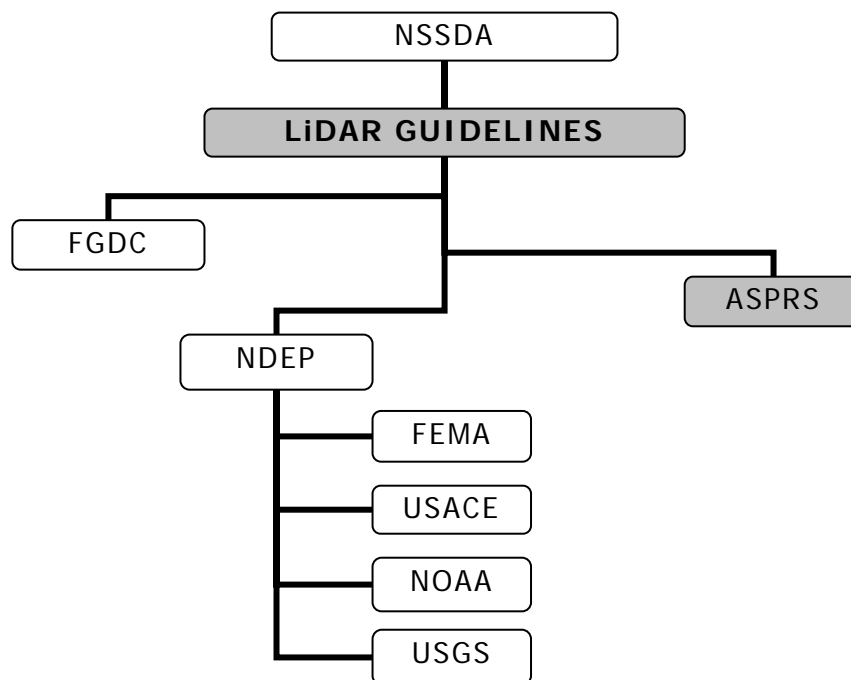 NSSDA
LiDAR GUIDELINES
FGDC
ASPRS
NDEP
FEMA
USACE
NOAA
USGS